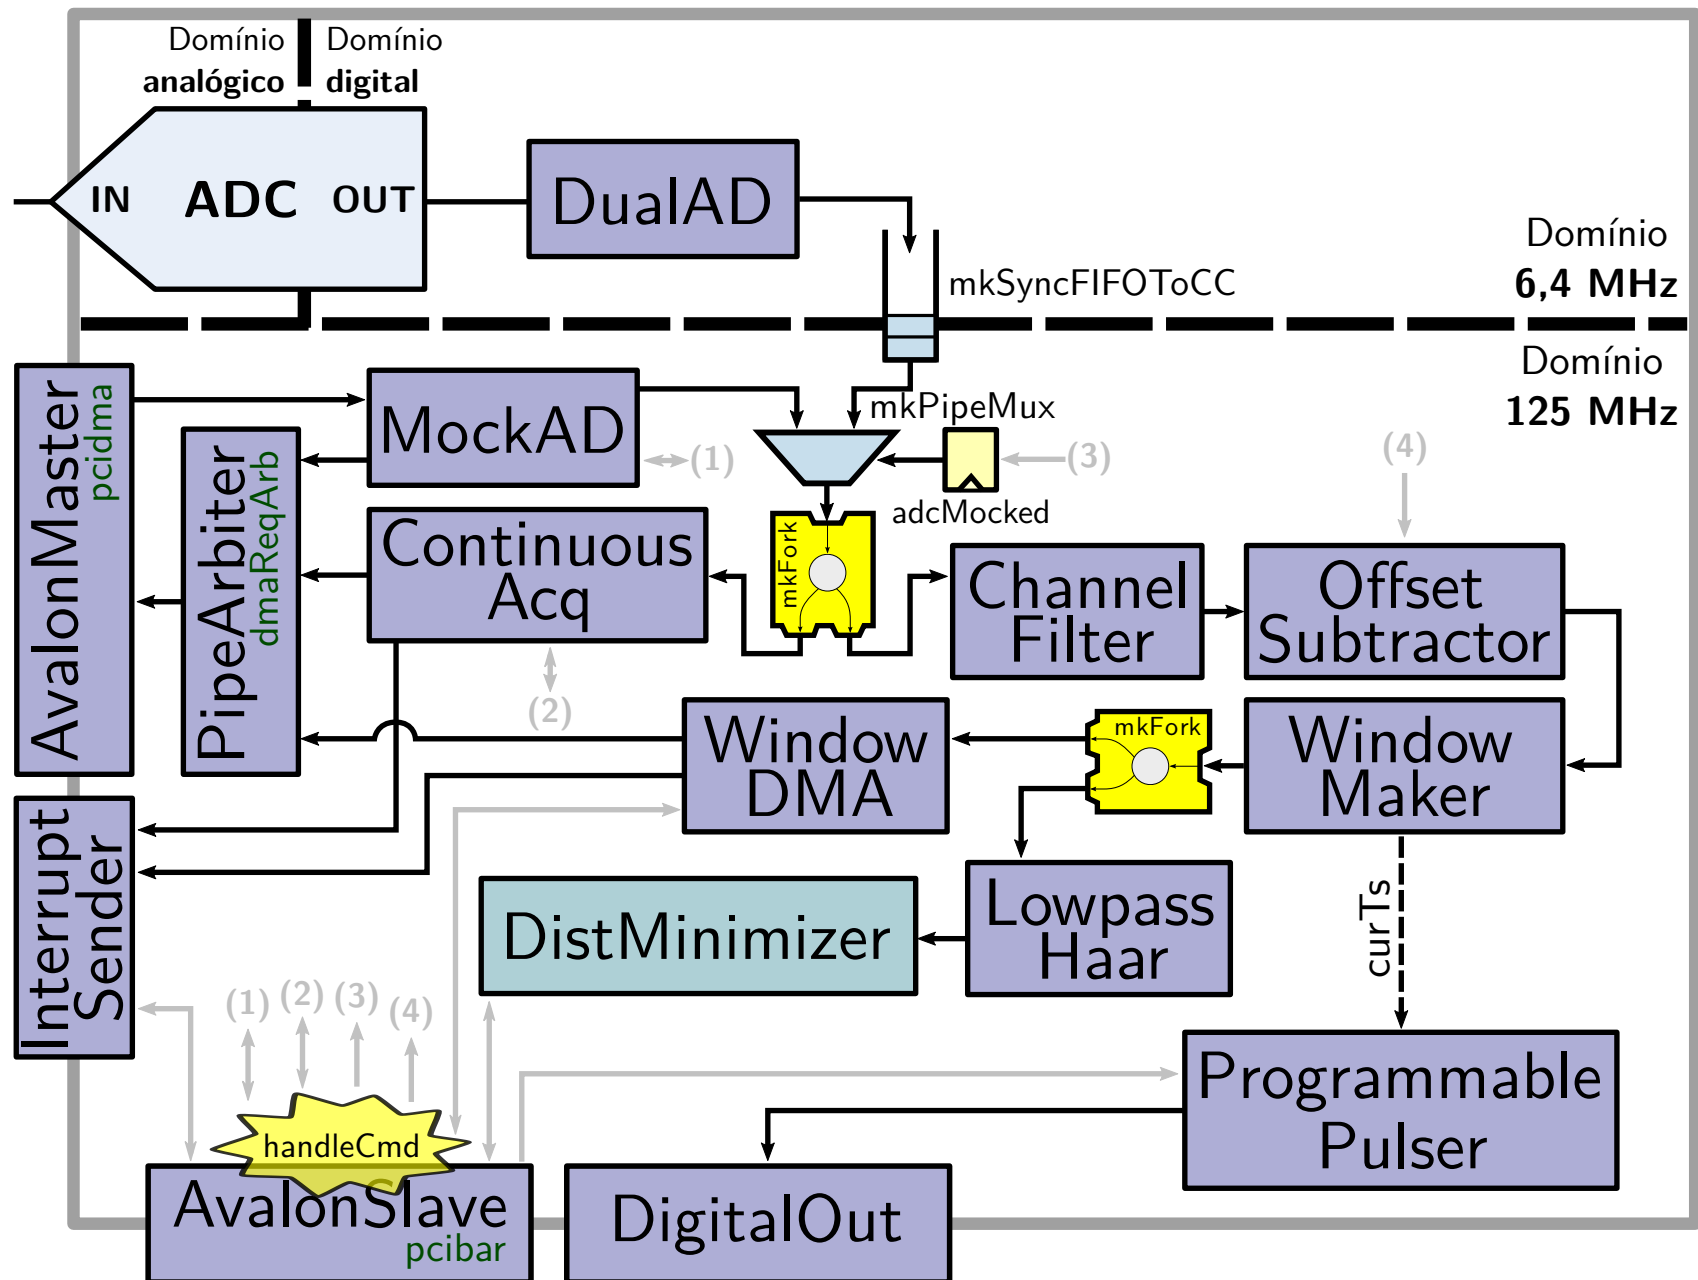 Domínio
analógico
Domínio
digital
IN
ADC
OUT
DualAD
mkSyncFIFOToCC
Domínio
6,4 MHz
Domínio
125 MHz
AvalonMaster
pcidma
PipeArbiter
dmaReqArb
MockAD
(1)
mkPipeMux
(3)
adcMocked
(4)
Continuous
Acq
(2)
mkFork
Channel
Filter
Offset
Subtractor
Window
DMA
mkFork
Window
Maker
Interrupt
Sender
DistMinimizer
Lowpass
Haar
curTs
(1)
(2)
(3)
(4)
handleCmd
AvalonSlave
pcibar
DigitalOut
Programmable
Pulser